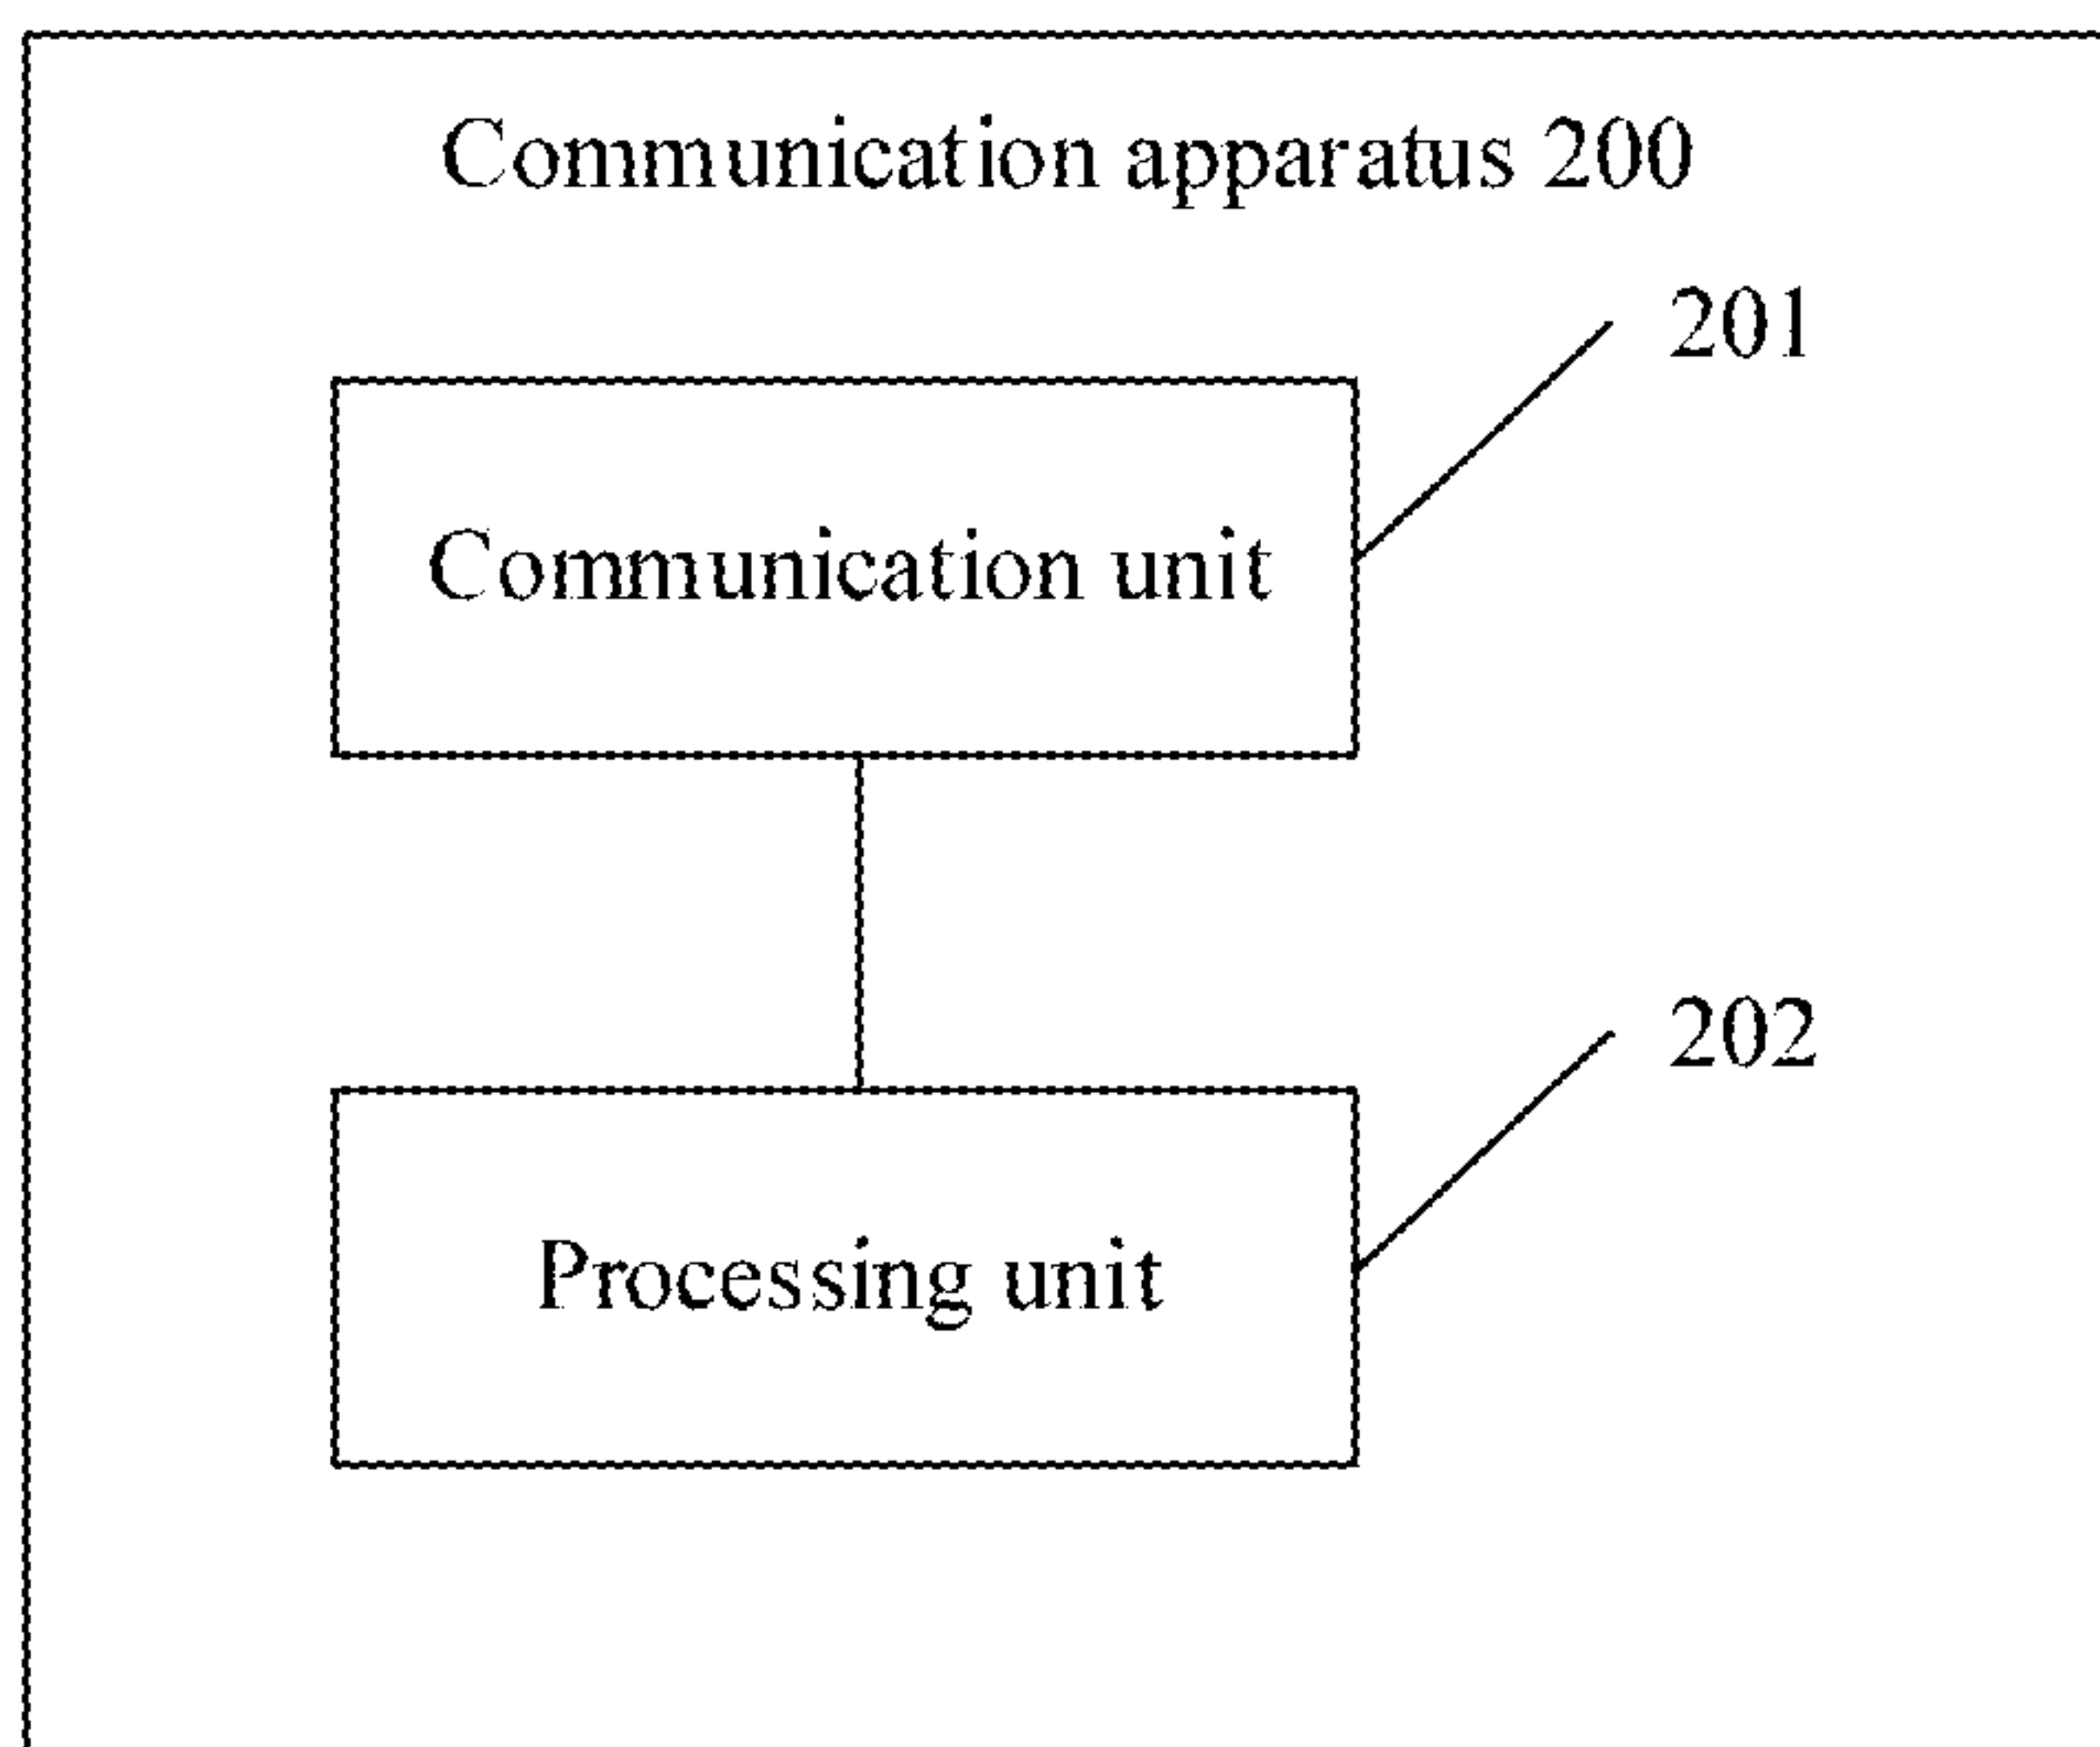 Communication apparatus 200
201
Communication unit
202
Processing unit